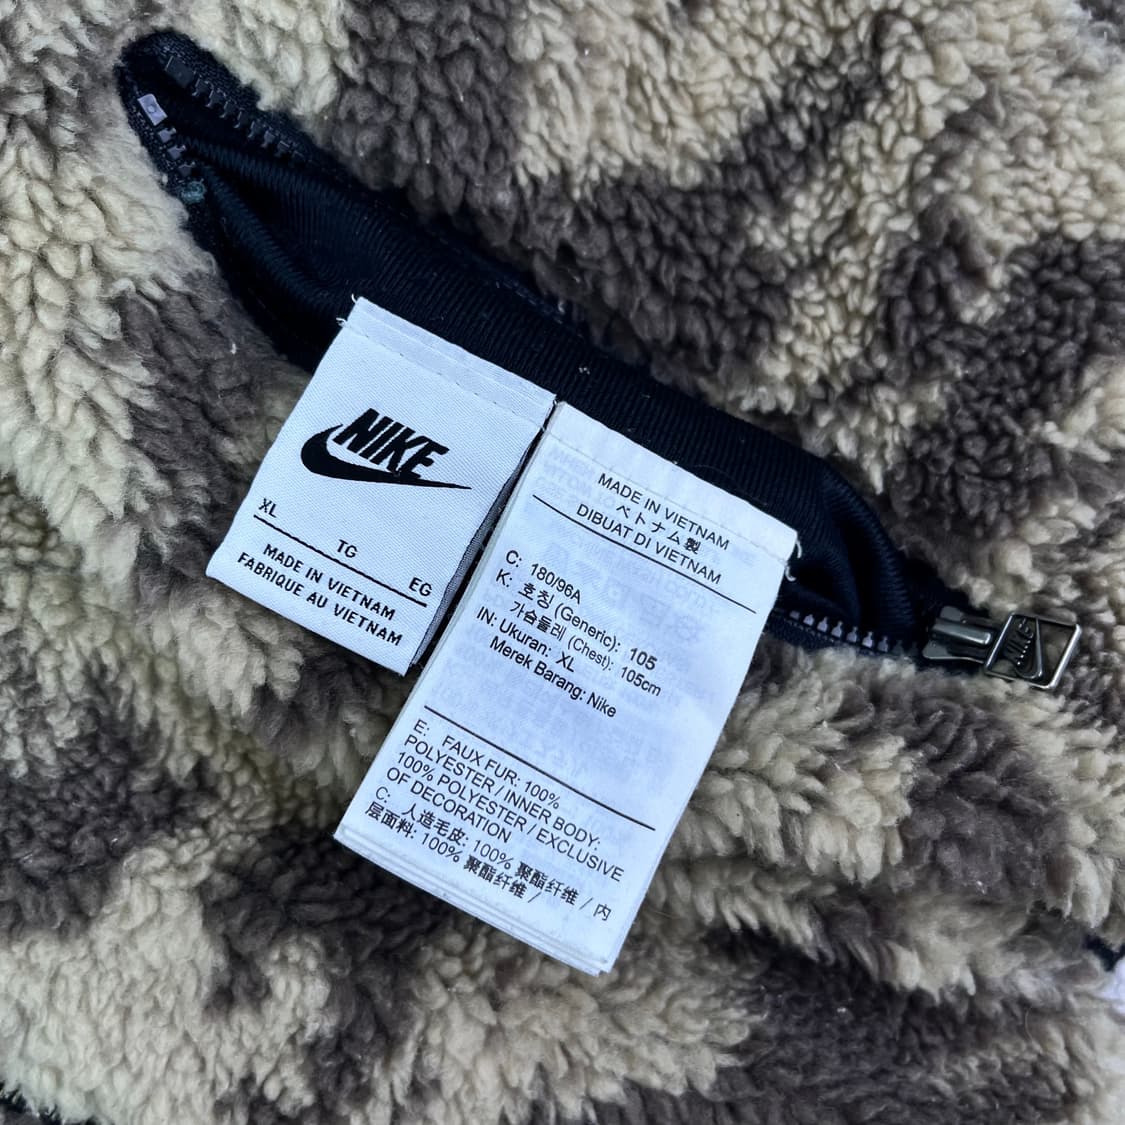 NIKE
XL
TG
EG
MADE IN VIETNAM
FABRIQUE AU VIETNAM
MADE IN VIETNAM
ベトナム製
DIBUAT DI VIETNAM
C: 180/96A
K: 호칭 (Generic): 105
가슴둘레 (Chest): 105cm
IN: Ukuran: XL
Merek Barang: Nike
E: FAUX FUR: 100%
POLYESTER / INNER BODY:
100% POLYESTER / EXCLUSIVE
OF DECORATION
C: 人造毛皮: 100% 聚酯纤维 / 内
层面料: 100% 聚酯纤维 /
NIKE